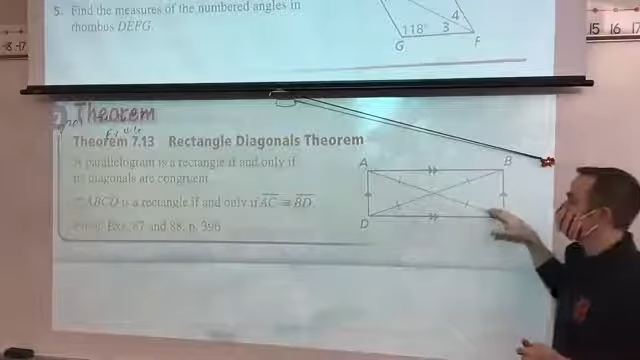 5. Find the measures of the numbered angles in
rhombus DEFG.
118° 3 4
G F
Theorem
Theorem 7.13 Rectangle Diagonals Theorem
A parallelogram is a rectangle if and only if
its diagonals are congruent
▱ABCD is a rectangle if and only if AC ≅ BD.
Proof Exs. 87 and 88, p. 396
A B
D
-8 -17
15 16 17